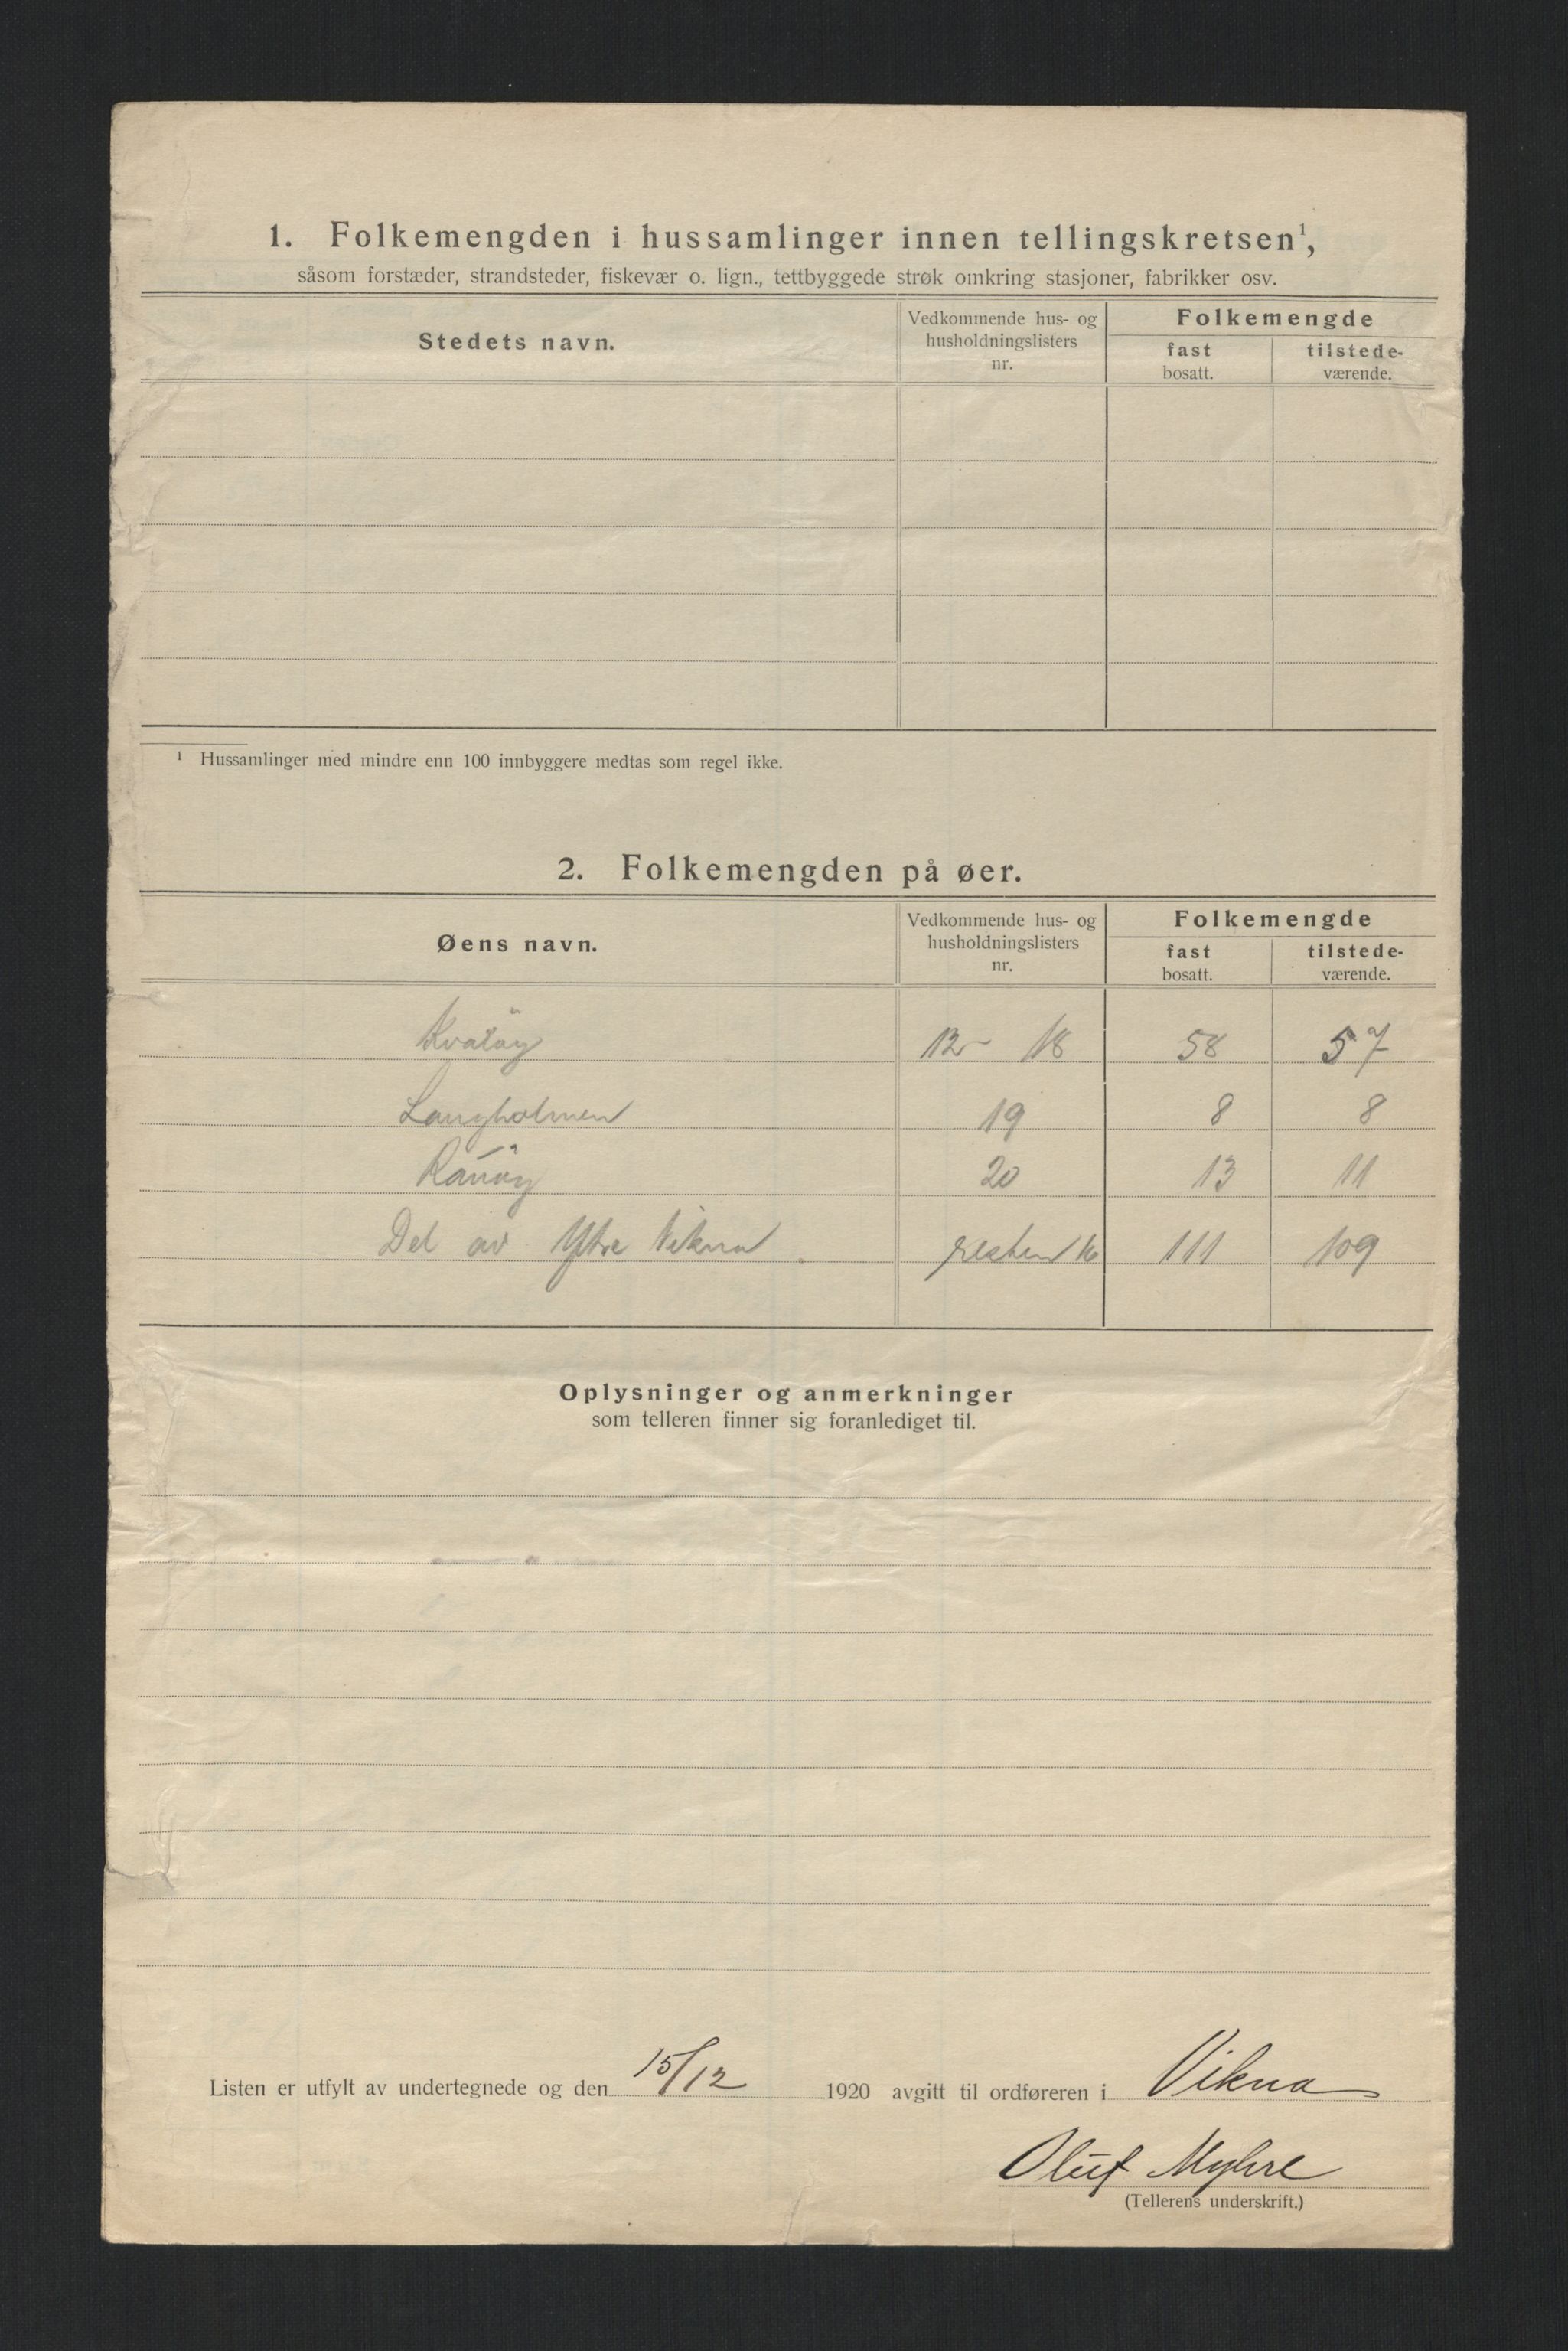 1. Folkemengden i hussamlinger innen tellingskretsen¹,
såsom forstæder, strandsteder, fiskevær o. lign., tettbyggede strøk omkring stasjoner, fabrikker osv.
Stedets navn.
Vedkommende hus- og
husholdningslisters
nr.
Folkemengde
fast
bosatt.
tilstede-
værende.
¹ Hussamlinger med mindre enn 100 innbyggere medtas som regel ikke.
2. Folkemengden på øer.
Øens navn.
Vedkommende hus- og
husholdningslisters
nr.
Folkemengde
fast
bosatt.
tilstede-
værende.
Kvaløy 12- 18 58 57
Langholmen 19 8 8
20 13 11
Del av Ytre Vikna resten 16 111 109
Oplysninger og anmerkninger
som telleren finner sig foranlediget til.
Listen er utfylt av undertegnede og den 15/12 1920 avgitt til ordføreren i Vikna
Oluf Myhre
(Tellerens underskrift.)